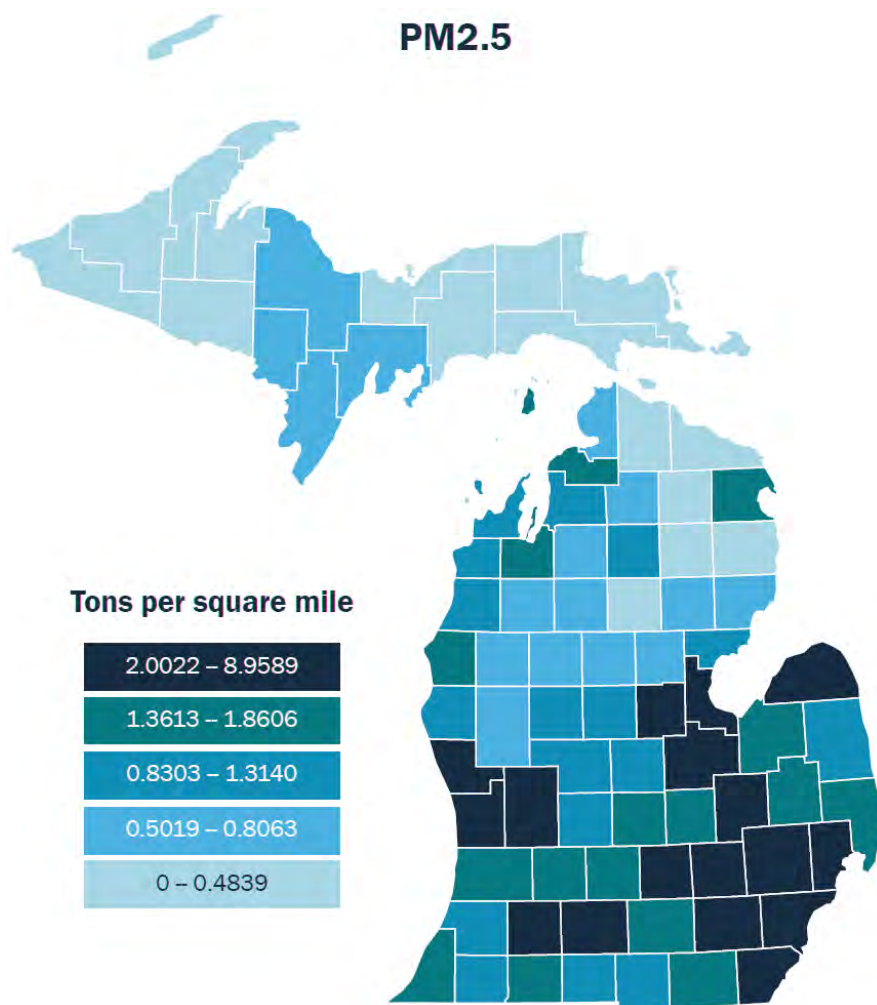 PM2.5
Tons per square mile
2.0022 – 8.9589
1.3613 – 1.8606
0.8303 – 1.3140
0.5019 – 0.8063
0 – 0.4839